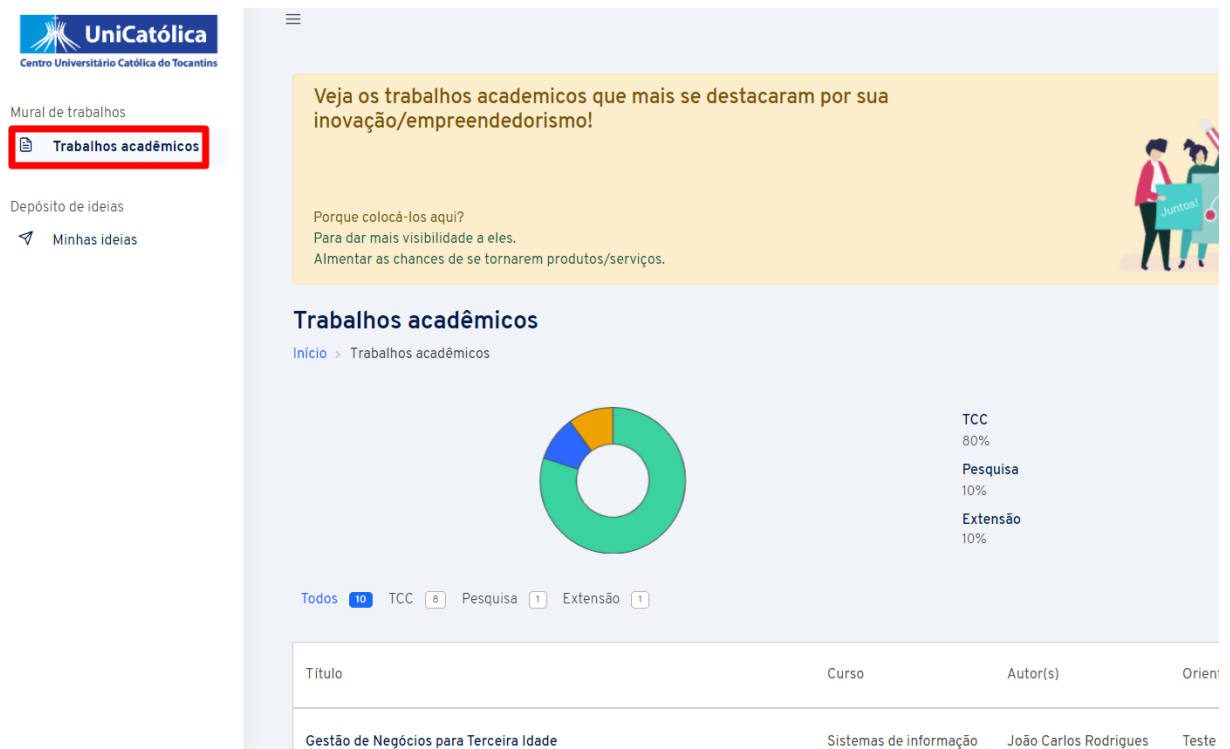 UniCatólica
Centro Universitário Católica do Tocantins
Mural de trabalhos
Trabalhos acadêmicos
Depósito de ideias
Minhas ideias
Veja os trabalhos academicos que mais se destacaram por sua
inovação/empreendedorismo!
Porque colocá-los aqui?
Para dar mais visibilidade a eles.
Almentar as chances de se tornarem produtos/serviços.
Juntos!
Trabalhos acadêmicos
Início > Trabalhos acadêmicos
TCC
80%
Pesquisa
10%
Extensão
10%
Todos 10 TCC 8 Pesquisa 1 Extensão 1
Título Curso Autor(s) Orient
Gestão de Negócios para Terceira Idade Sistemas de informação João Carlos Rodrigues Teste